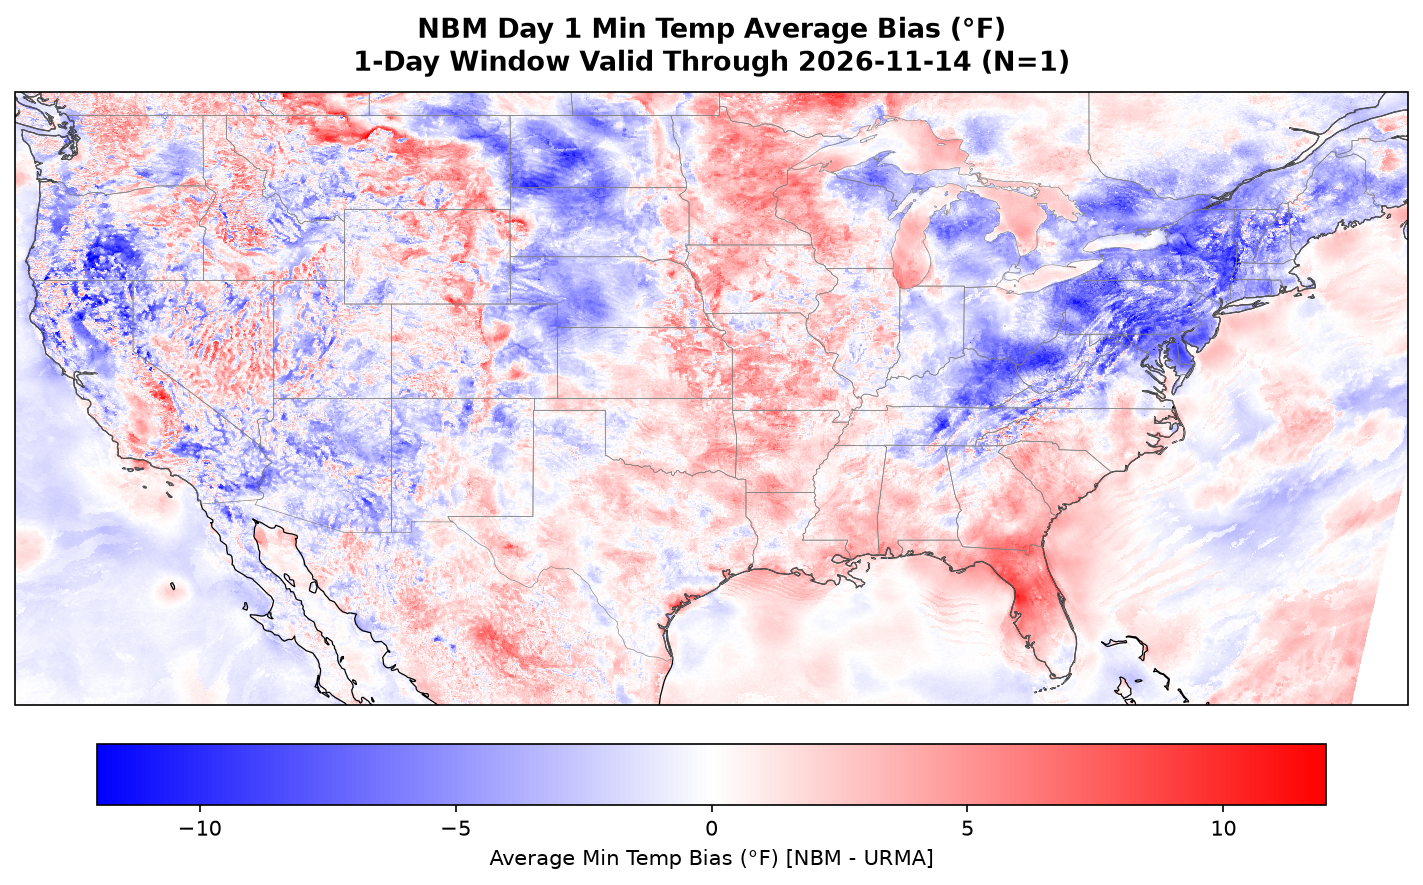 NBM Day 1 Min Temp Average Bias (°F)
1-Day Window Valid Through 2026-11-14 (N=1)
−10 −5 0 5 10
Average Min Temp Bias (°F) [NBM - URMA]